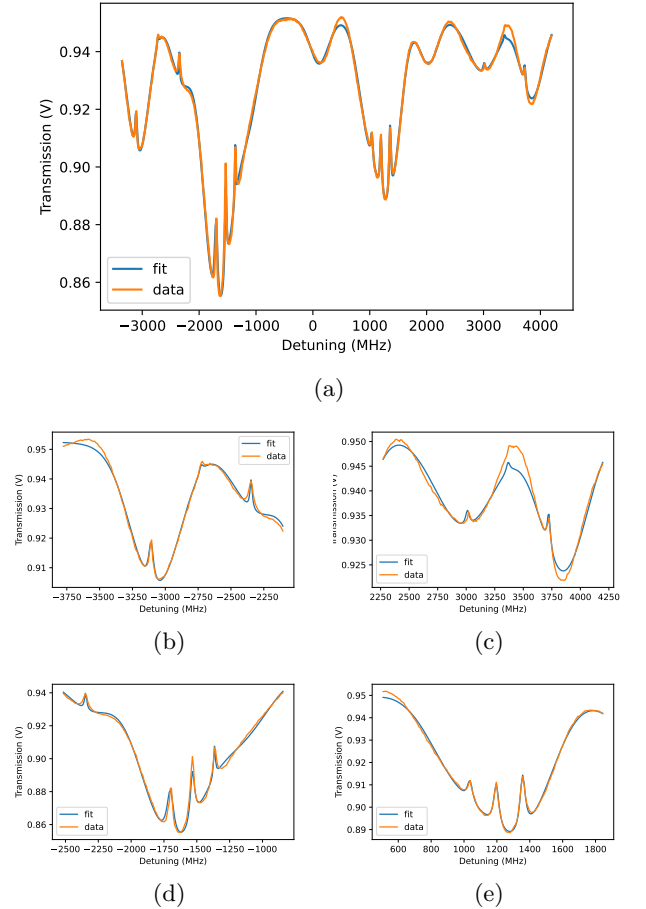 0.94
0.92
0.90
0.88
0.86
Transmission (V)
fit
data
−3000 −2000 −1000 0 1000 2000 3000 4000
Detuning (MHz)
(a)
0.95
0.94
0.93
0.92
0.91
Transmission (V)
fit
data
−3750 −3500 −3250 −3000 −2750 −2500 −2250
Detuning (MHz)
(b)
0.950
0.945
0.940
0.935
0.930
0.925
Transmission (V)
fit
data
2250 2500 2750 3000 3250 3500 3750 4000 4250
Detuning (MHz)
(c)
0.94
0.92
0.90
0.88
0.86
Transmission (V)
fit
data
−2500 −2250 −2000 −1750 −1500 −1250 −1000
Detuning (MHz)
(d)
0.95
0.94
0.93
0.92
0.91
0.90
0.89
Transmission (V)
fit
data
600 800 1000 1200 1400 1600 1800
Detuning (MHz)
(e)